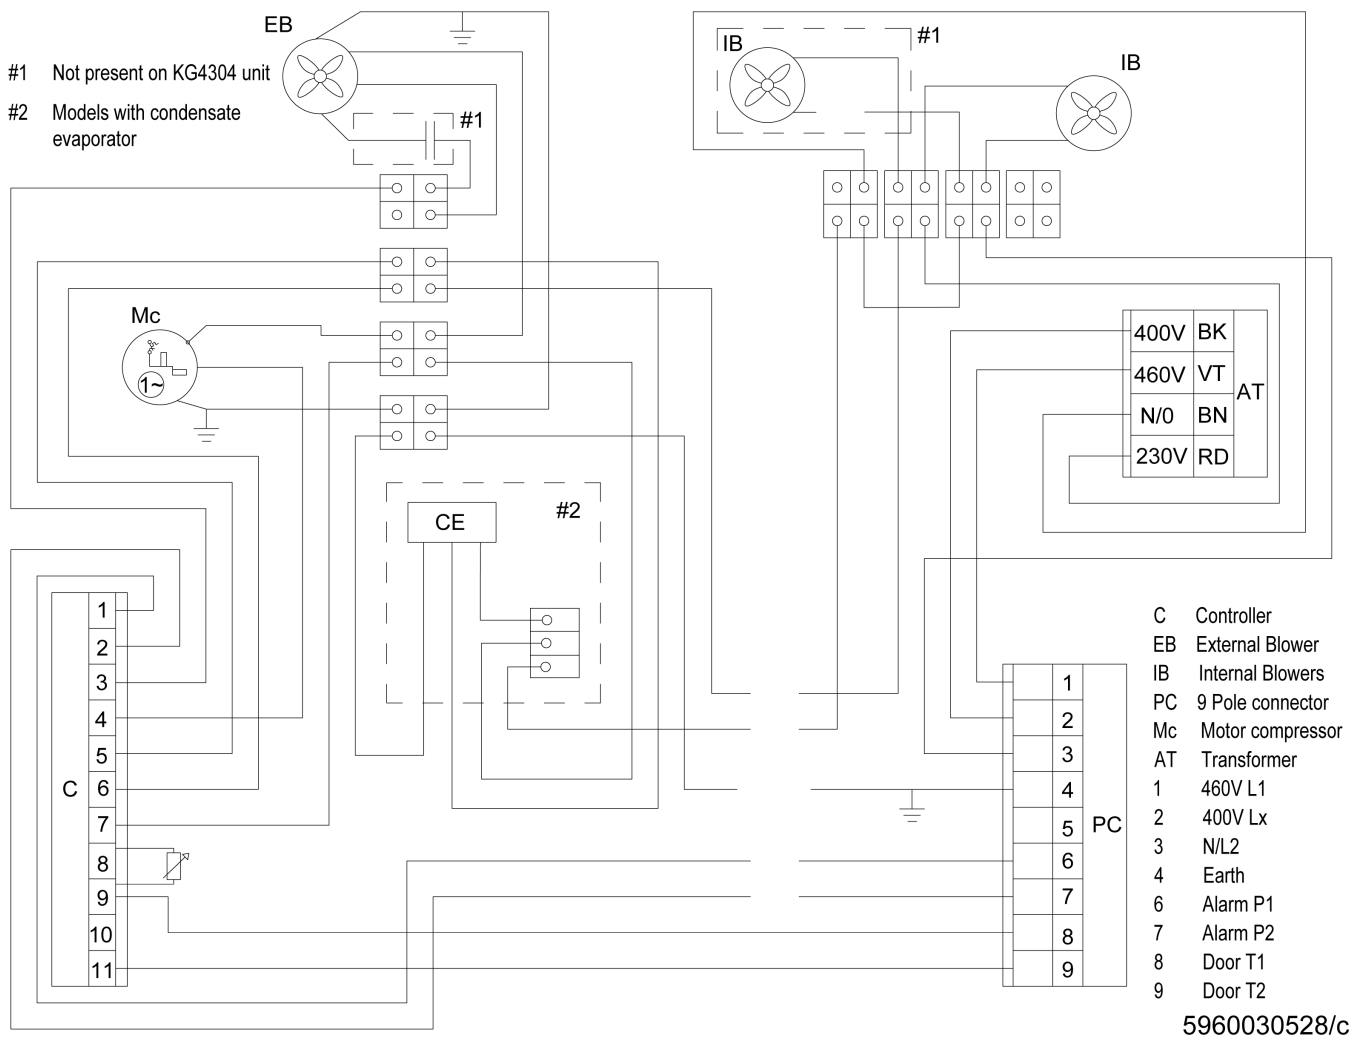 EB
#1 Not present on KG4304 unit
#2 Models with condensate
evaporator
#1
IB
#1
IB
Mc
1~
400V BK
460V VT
N/0 BN
230V RD
AT
CE
#2
C
1
2
3
4
5
6
7
8
9
10
11
1
2
3
4
5
6
7
8
9
PC
C Controller
EB External Blower
IB Internal Blowers
PC 9 Pole connector
Mc Motor compressor
AT Transformer
1 460V L1
2 400V Lx
3 N/L2
4 Earth
6 Alarm P1
7 Alarm P2
8 Door T1
9 Door T2
5960030528/c